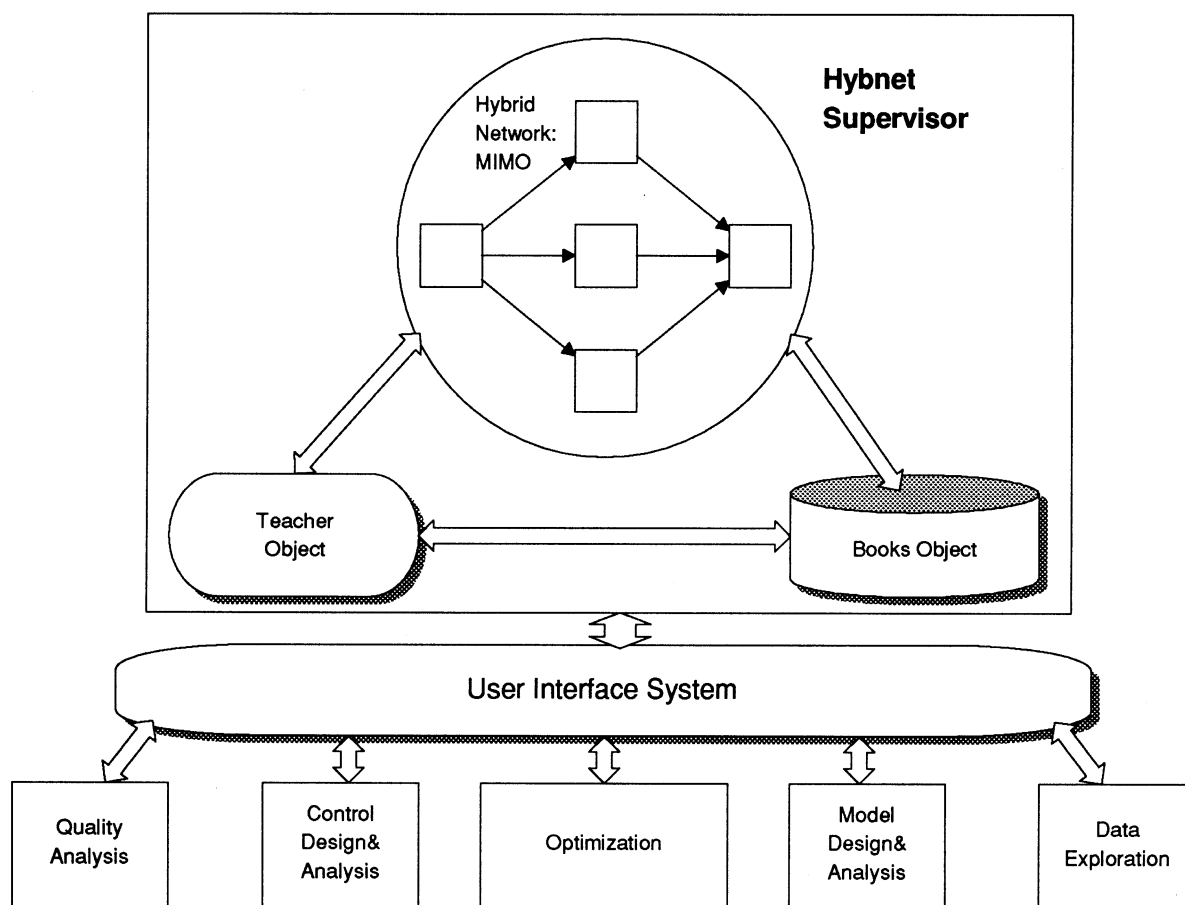 Hybnet
Supervisor
Hybrid
Network:
MIMO
Teacher
Object
Books Object
User Interface System
Quality
Analysis
Control
Design&
Analysis
Optimization
Model
Design&
Analysis
Data
Exploration